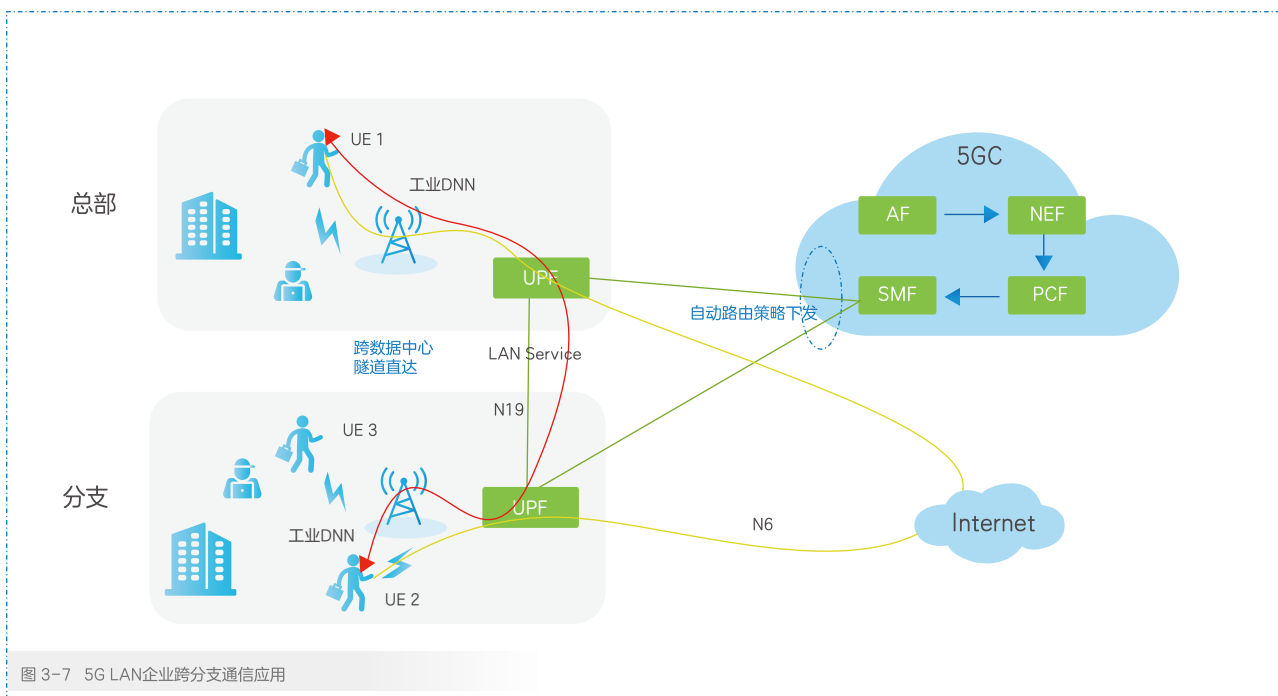 总部
UE 1
工业DNN
UPF
5GC
AF
NEF
SMF
PCF
自动路由策略下发
跨数据中心
隧道直达
LAN Service
N19
分支
UE 3
工业DNN
UPF
UE 2
N6
Internet
图 3-7 5G LAN企业跨分支通信应用